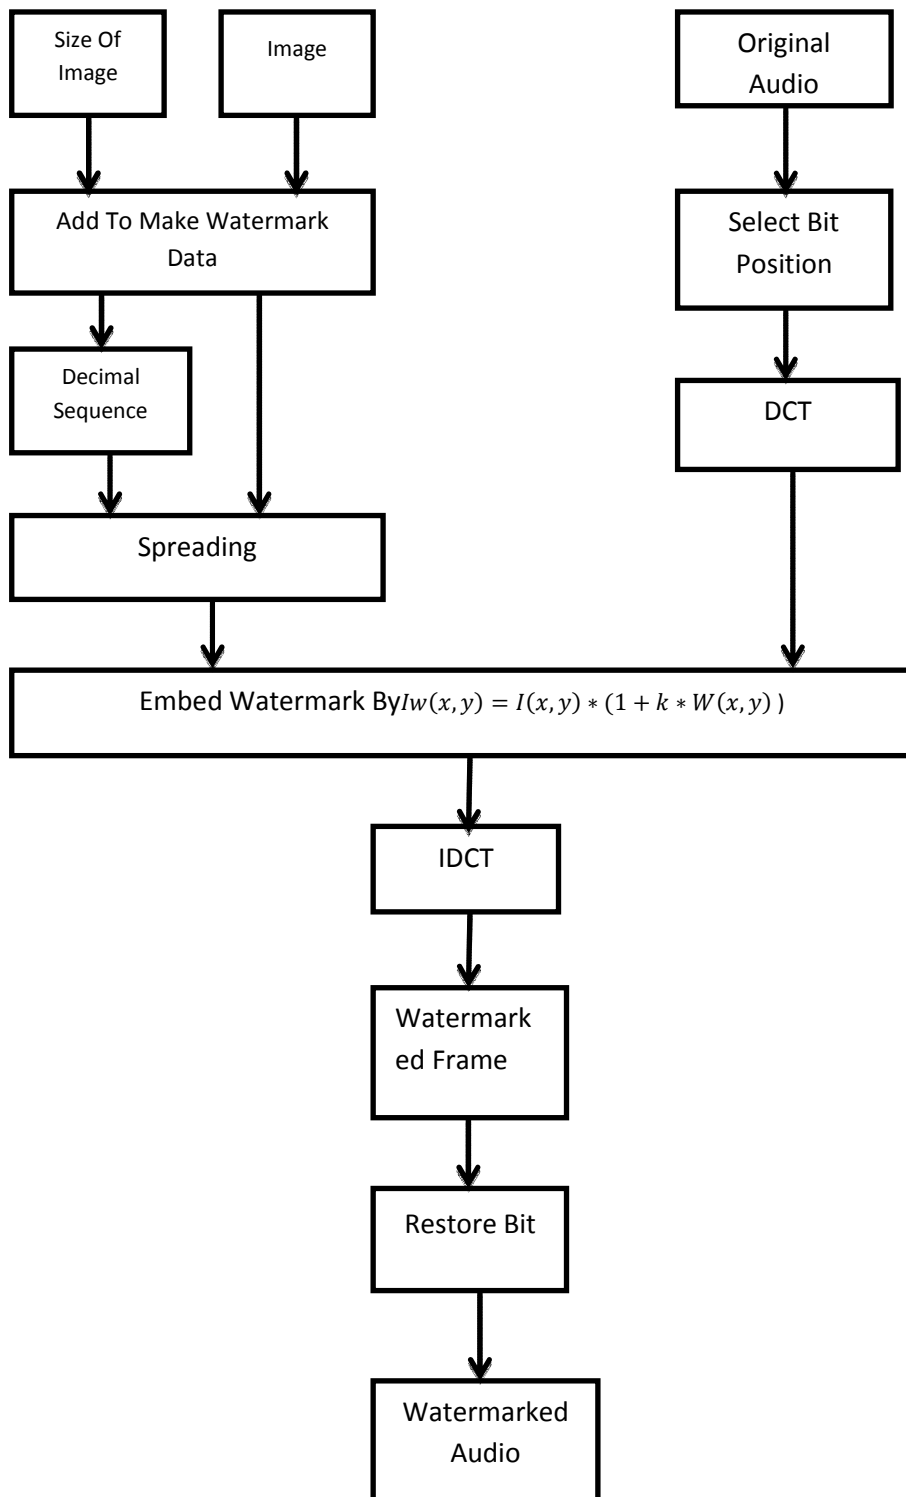 Size Of
Image
Image
Original
Audio
Add To Make Watermark
Data
Select Bit
Position
Decimal
Sequence
DCT
Spreading
Embed Watermark By𝐼𝑤(𝑥, 𝑦) = 𝐼(𝑥, 𝑦) ∗ (1 + 𝑘 ∗ 𝑊(𝑥, 𝑦) )
IDCT
Watermark
ed Frame
Restore Bit
Watermarked
Audio